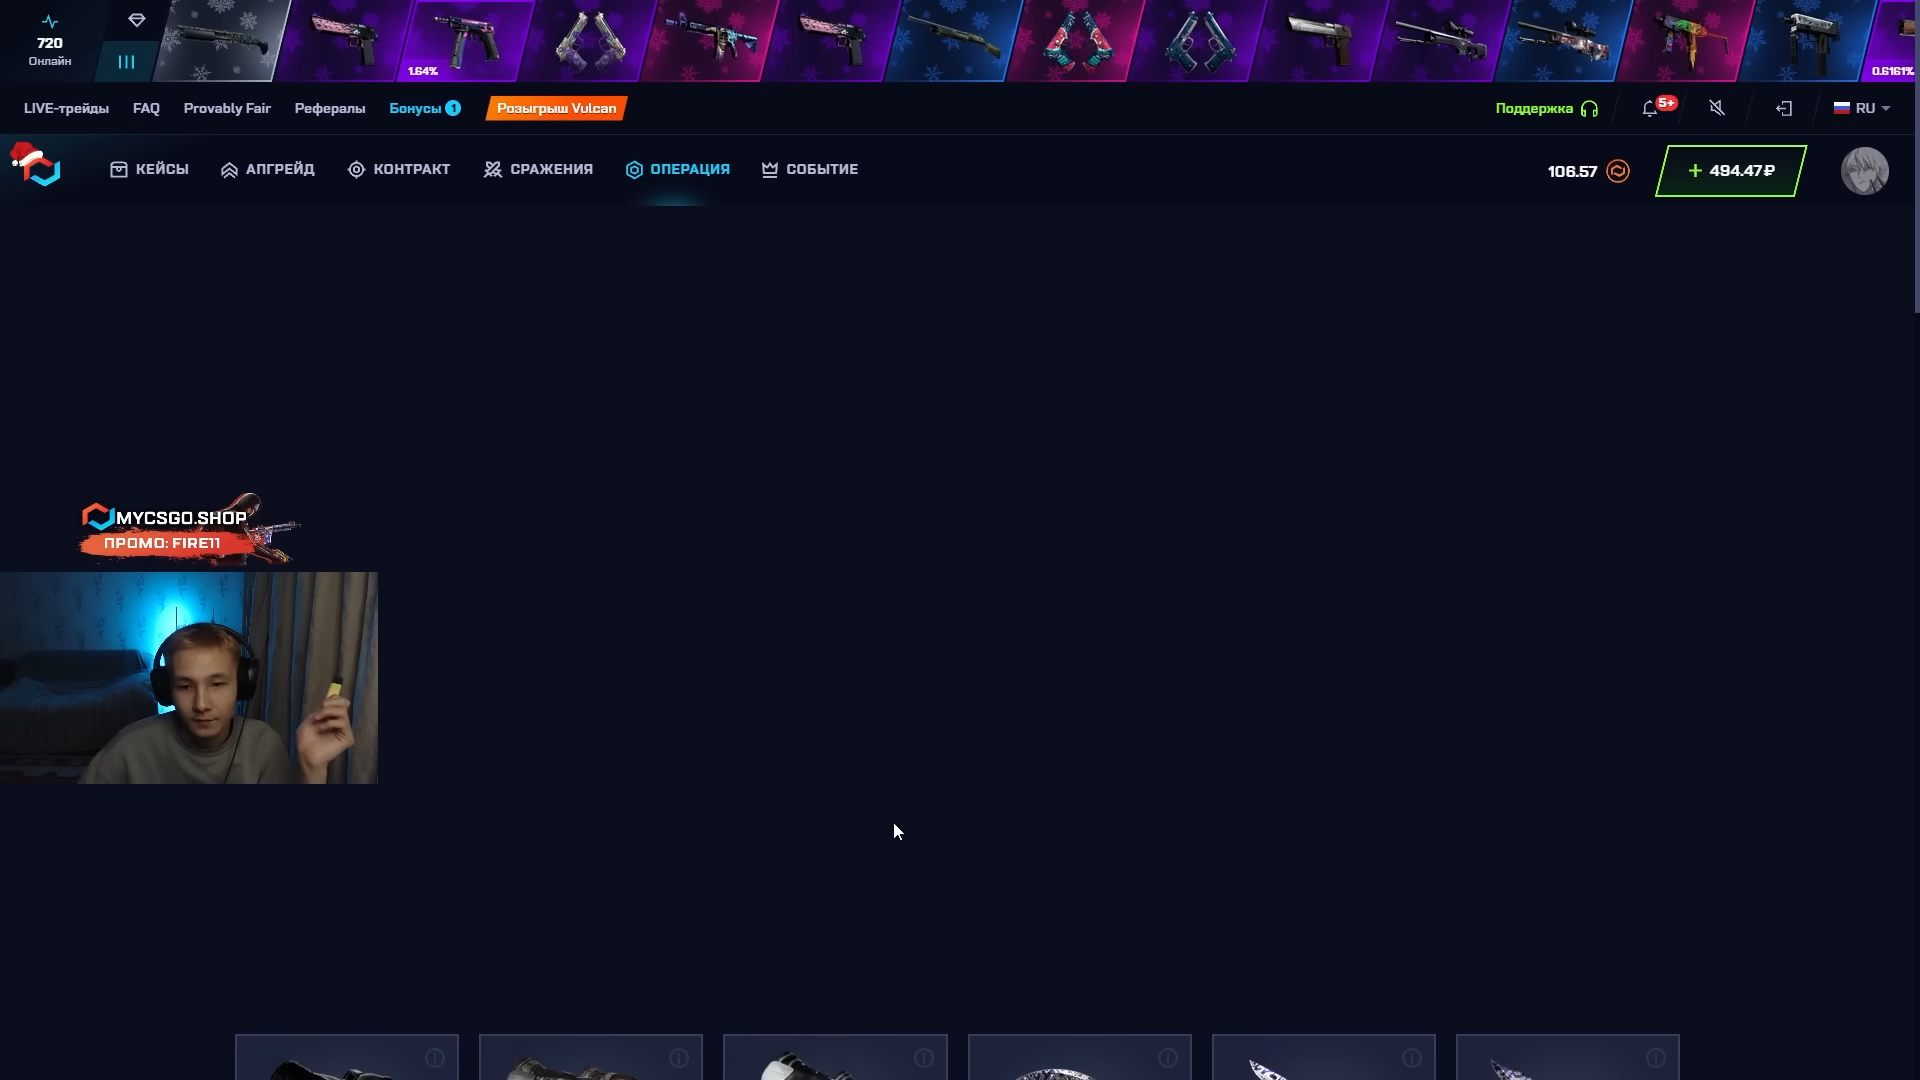 720
Онлайн
1.64%
0.6161%
LIVE-трейды
FAQ
Provably Fair
Рефералы
Бонусы 1
Розыгрыш Vulcan
Поддержка
5+
RU
КЕЙСЫ
АПГРЕЙД
КОНТРАКТ
СРАЖЕНИЯ
ОПЕРАЦИЯ
СОБЫТИЕ
106.57
+ 494.47₽
MYCSGO.SHOP
ПРОМО: FIRE11